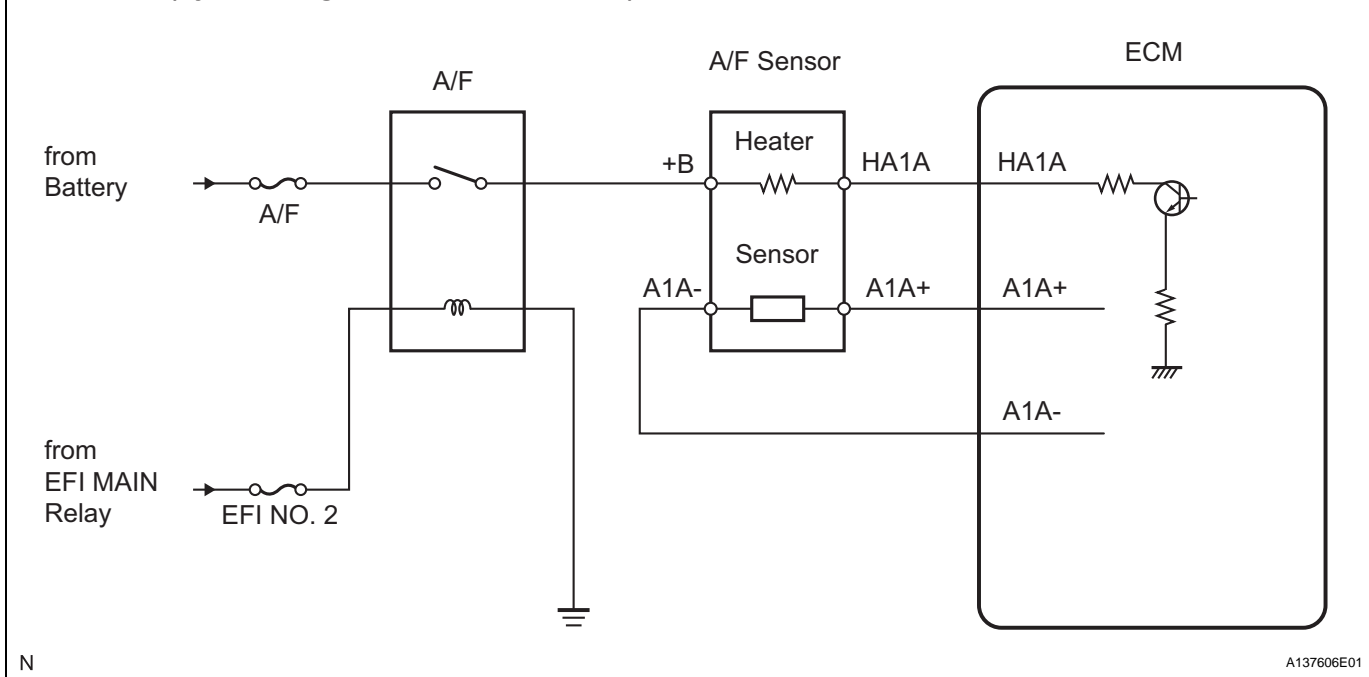 A/F
A/F Sensor
ECM
from
Battery
A/F
+B
Heater
HA1A
HA1A
Sensor
A1A-
A1A+
A1A+
A1A-
from
EFI MAIN
Relay
EFI NO. 2
N
A137606E01